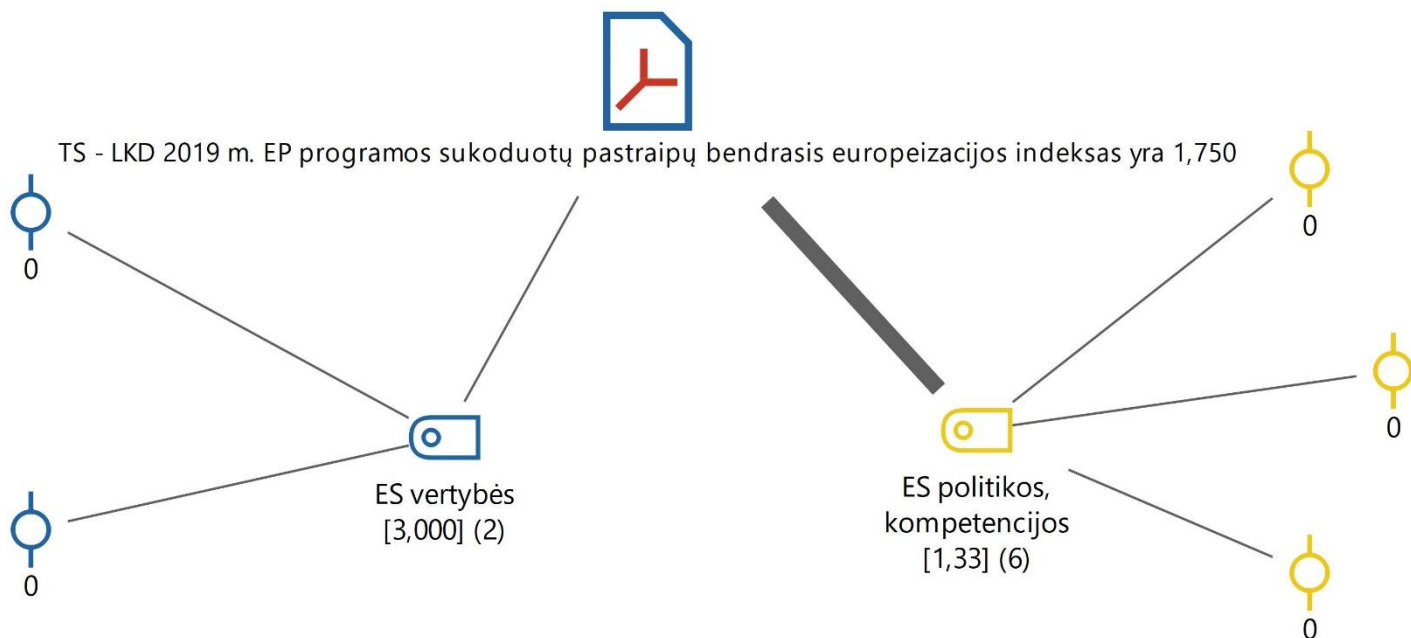 TS - LKD 2019 m. EP programos sukoduotų pastraipų bendrasis europeizacijos indeksas yra 1,750
0
0
0
ES vertybės
[3,000] (2)
ES politikos,
kompetencijos
[1,33] (6)
0
0